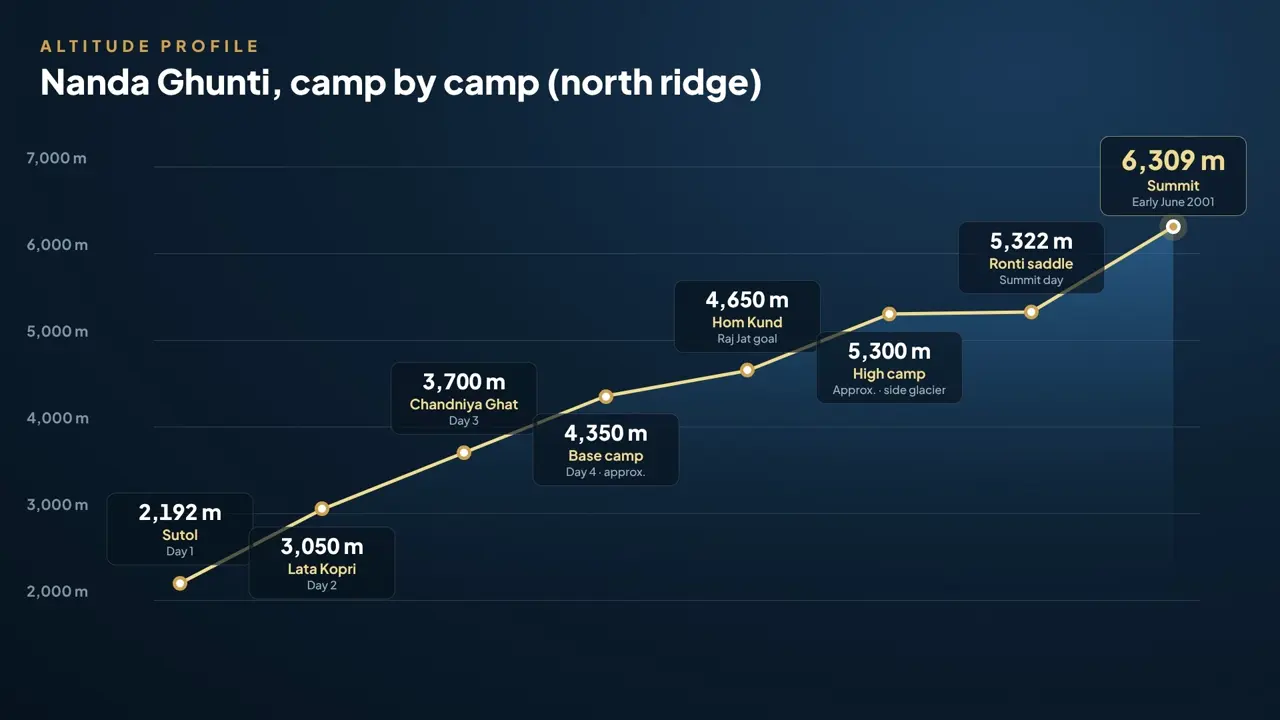 ALTITUDE PROFILE
Nanda Ghunti, camp by camp (north ridge)
7,000 m
6,000 m
5,000 m
4,000 m
3,000 m
2,000 m
2,192 m
Sutol
Day 1
3,050 m
Lata Kopri
Day 2
3,700 m
Chandniya Ghat
Day 3
4,350 m
Base camp
Day 4 · approx.
4,650 m
Hom Kund
Raj Jat goal
5,300 m
High camp
Approx. · side glacier
5,322 m
Ronti saddle
Summit day
6,309 m
Summit
Early June 2001